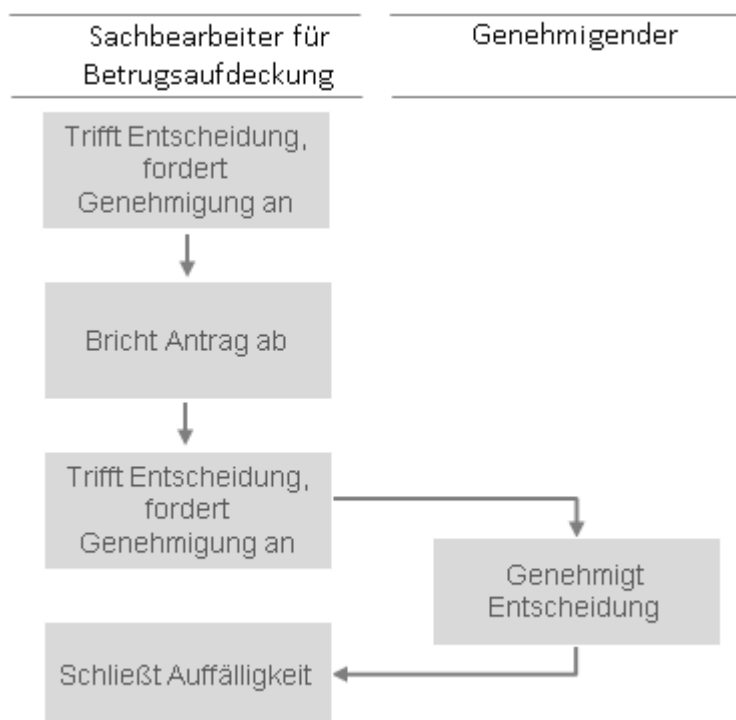 Sachbearbeiter für
Betrugsaufdeckung
Genehmigender
Trifft Entscheidung,
fordert
Genehmigung an
Bricht Antrag ab
Trifft Entscheidung,
fordert
Genehmigung an
Genehmigt
Entscheidung
Schließt Auffälligkeit